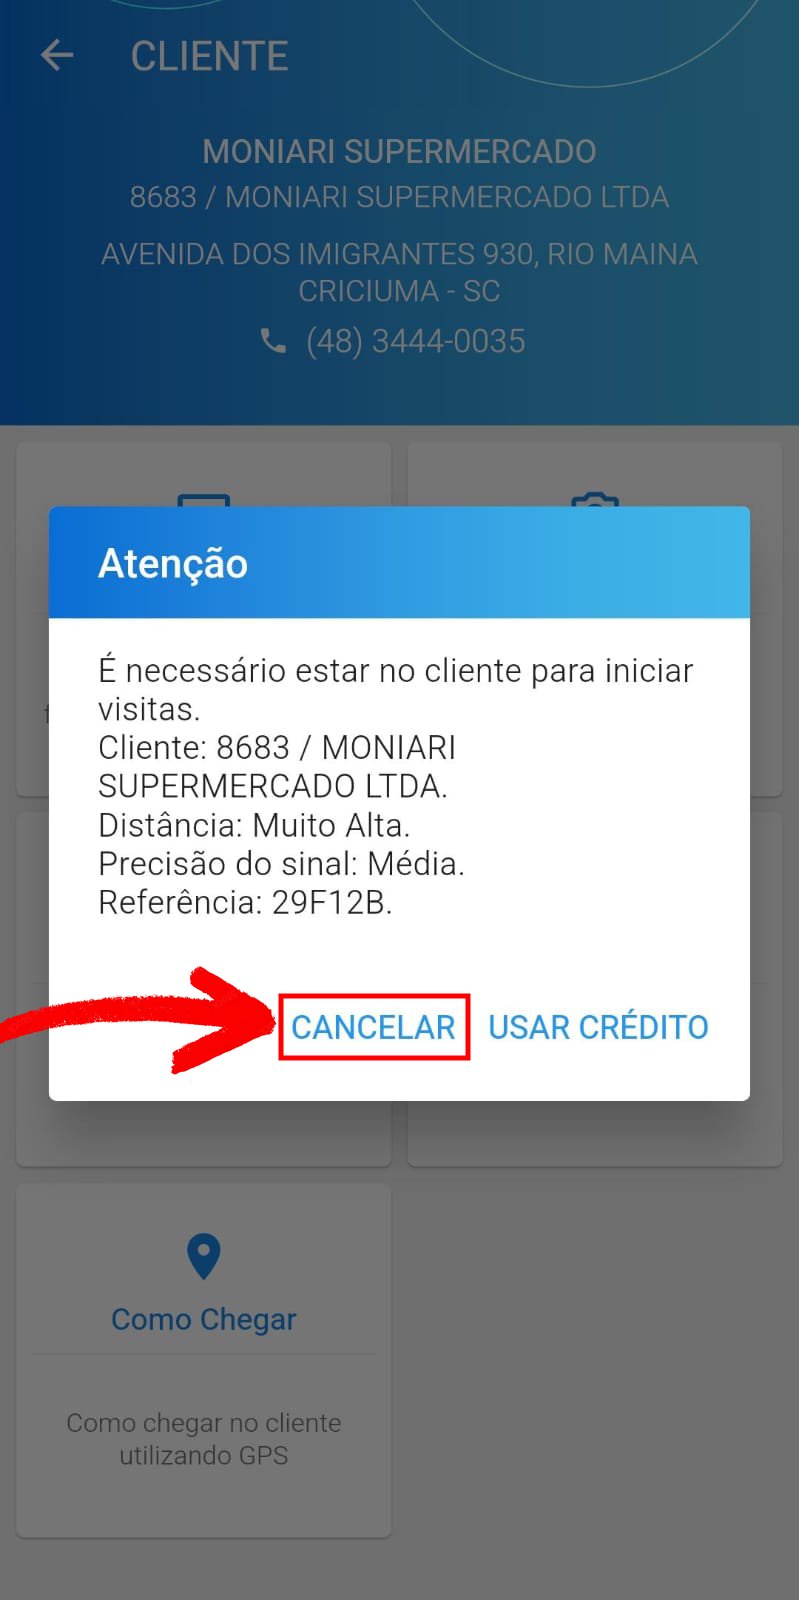 CLIENTE
MONIARI SUPERMERCADO
8683 / MONIARI SUPERMERCADO LTDA
AVENIDA DOS IMIGRANTES 930, RIO MAINA
CRICIUMA - SC
(48) 3444-0035
Atenção
É necessário estar no cliente para iniciar
visitas.
Cliente: 8683 / MONIARI
SUPERMERCADO LTDA.
Distância: Muito Alta.
Precisão do sinal: Média.
Referência: 29F12B.
CANCELAR USAR CRÉDITO
Como Chegar
Como chegar no cliente
utilizando GPS